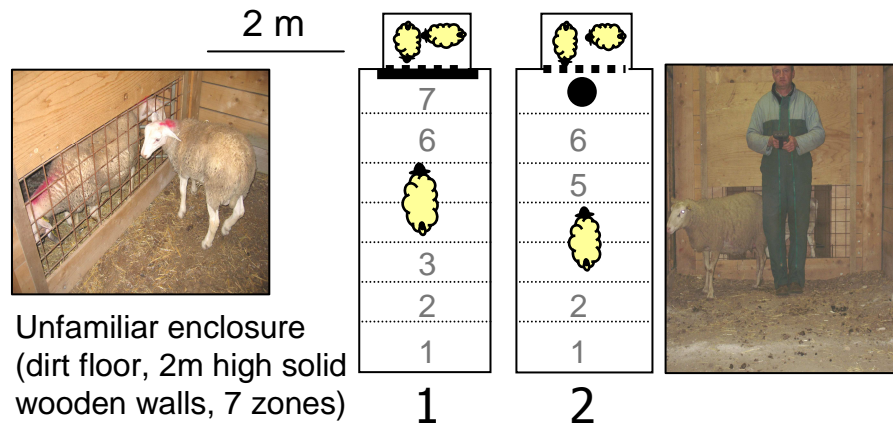 2 m
7
6
3
2
1
1
6
5
2
1
2
Unfamiliar enclosure
(dirt floor, 2m high solid
wooden walls, 7 zones)